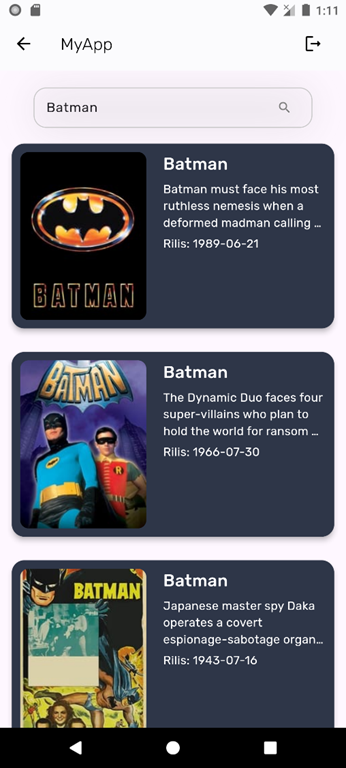 1:11
MyApp
Batman
Batman
Batman must face his most
ruthless nemesis when a
deformed madman calling …
Rilis: 1989-06-21
BATMAN
Batman
The Dynamic Duo faces four
super-villains who plan to
hold the world for ransom …
Rilis: 1966-07-30
BATMAN
R
Batman
Japanese master spy Daka
operates a covert
espionage-sabotage organ…
Rilis: 1943-07-16
BATMAN